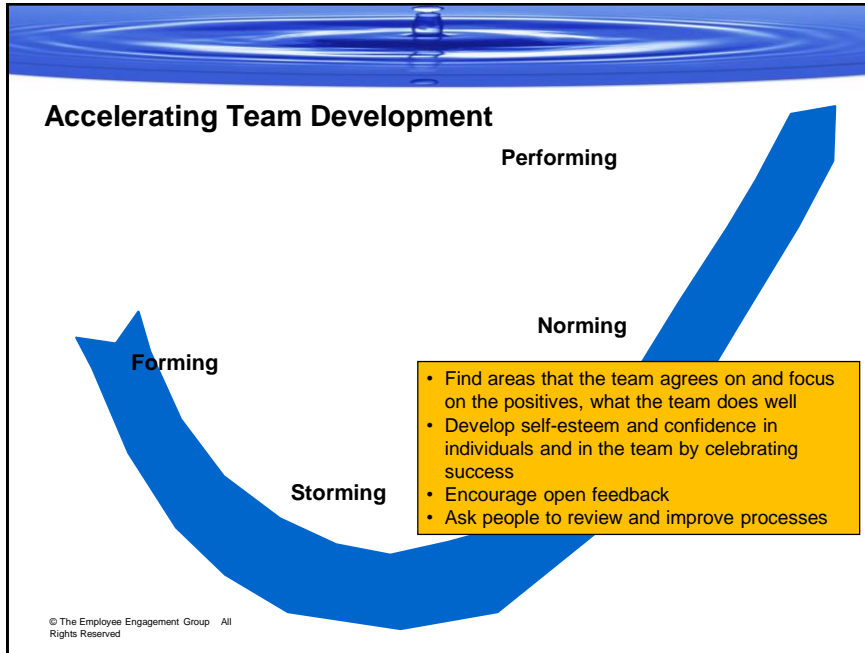 Accelerating Team Development
Performing
Norming
Forming
• Find areas that the team agrees on and focus
on the positives, what the team does well
• Develop self-esteem and confidence in
individuals and in the team by celebrating
success
• Encourage open feedback
• Ask people to review and improve processes
Storming
© The Employee Engagement Group All
Rights Reserved